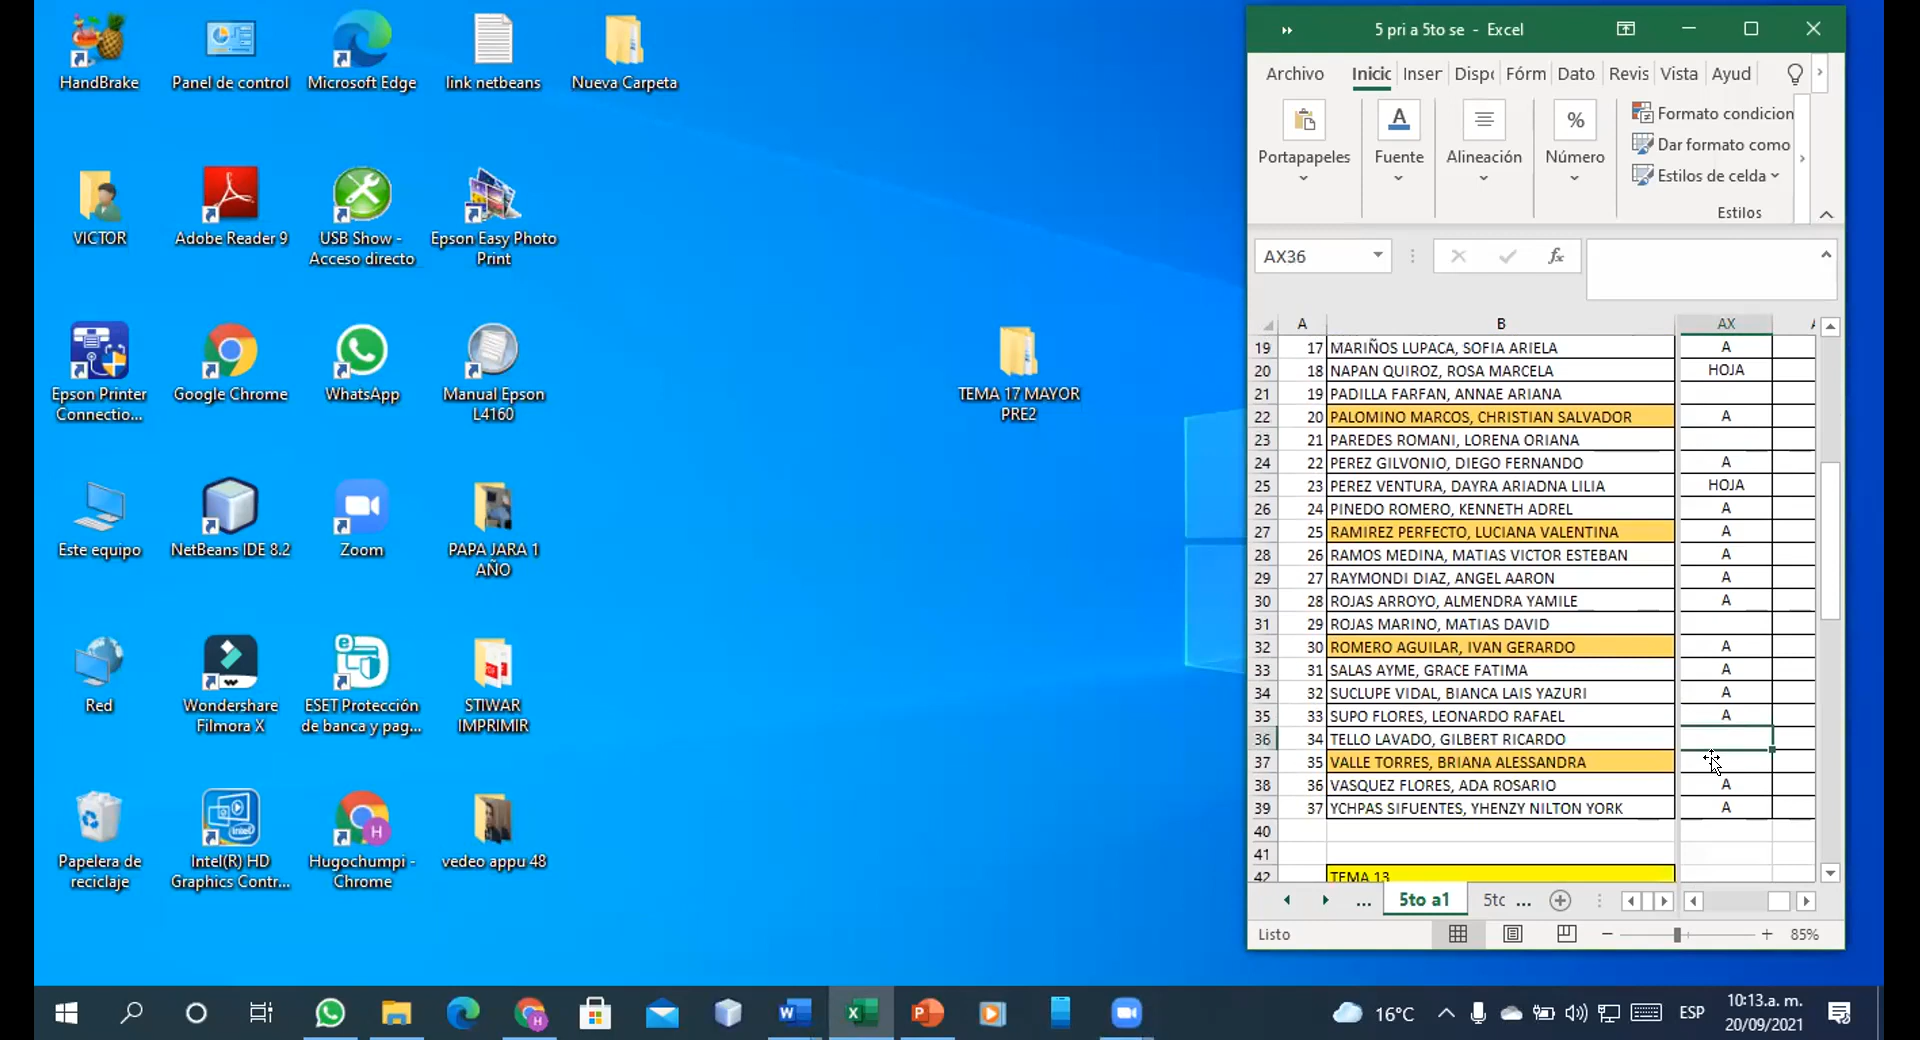 HandBrake
Panel de control
Microsoft Edge
link netbeans
Nueva Carpeta
VICTOR
Adobe Reader 9
USB Show -
Acceso directo
Epson Easy Photo
Print
Epson Printer
Connectio...
Google Chrome
WhatsApp
Manual Epson
L4160
TEMA 17 MAYOR
PRE2
Este equipo
NetBeans IDE 8.2
Zoom
PAPA JARA 1
AÑO
Red
Wondershare
Filmora X
ESET Protección
de banca y pag...
STIWAR
IMPRIMIR
Papelera de
reciclaje
Intel(R) HD
Graphics Contr...
Hugochumpi -
Chrome
vedeo appu 48
5 pri a 5to se - Excel
Archivo Inicic Inser Dispo Fórm Dato Revis Vista Ayud
Portapapeles
Fuente
Alineación
Número
Formato condicion
Dar formato como
Estilos de celda
Estilos
AX36 fx
A B AX
19 17 MARIÑOS LUPACA, SOFIA ARIELA A
20 18 NAPAN QUIROZ, ROSA MARCELA HOJA
21 19 PADILLA FARFAN, ANNAE ARIANA
22 20 PALOMINO MARCOS, CHRISTIAN SALVADOR A
23 21 PAREDES ROMANI, LORENA ORIANA
24 22 PEREZ GILVONIO, DIEGO FERNANDO A
25 23 PEREZ VENTURA, DAYRA ARIADNA LILIA HOJA
26 24 PINEDO ROMERO, KENNETH ADREL A
27 25 RAMIREZ PERFECTO, LUCIANA VALENTINA A
28 26 RAMOS MEDINA, MATIAS VICTOR ESTEBAN A
29 27 RAYMONDI DIAZ, ANGEL AARON A
30 28 ROJAS ARROYO, ALMENDRA YAMILE A
31 29 ROJAS MARINO, MATIAS DAVID
32 30 ROMERO AGUILAR, IVAN GERARDO A
33 31 SALAS AYME, GRACE FATIMA A
34 32 SUCLUPE VIDAL, BIANCA LAIS YAZURI A
35 33 SUPO FLORES, LEONARDO RAFAEL A
36 34 TELLO LAVADO, GILBERT RICARDO
37 35 VALLE TORRES, BRIANA ALESSANDRA
38 36 VASQUEZ FLORES, ADA ROSARIO A
39 37 YCHPAS SIFUENTES, YHENZY NILTON YORK A
40
41
42 TEMA 13
... 5to a1 5tc ...
Listo 85%
16°C ESP 10:13 a. m.
20/09/2021